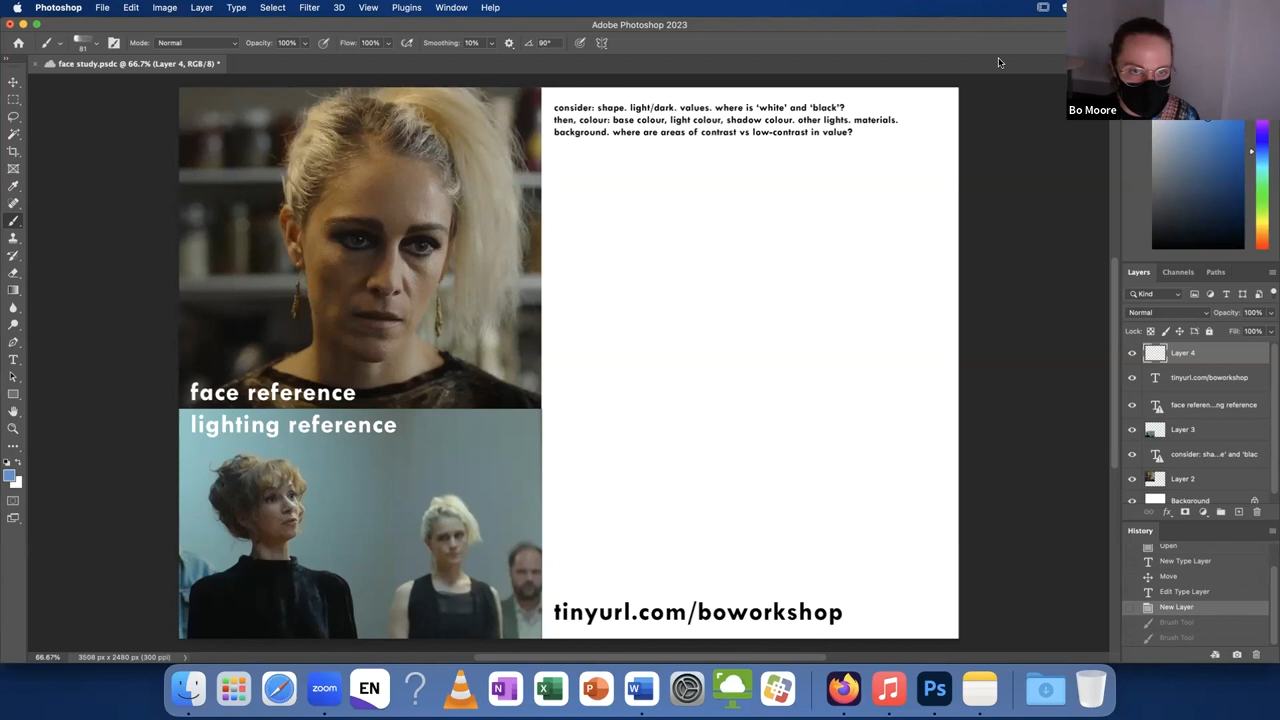 Photoshop File Edit Image Layer Type Select Filter 3D View Plugins Window Help
Adobe Photoshop 2023
81 Mode: Normal Opacity: 100% Flow: 100% Smoothing: 10% 90°
face study.psdc @ 66.7% (Layer 4, RGB/8) *
Bo Moore
consider: shape. light/dark. values. where is ‘white’ and ‘black’?
then, colour: base colour, light colour, shadow colour. other lights. materials.
background. where are areas of contrast vs low-contrast in value?
face reference
lighting reference
tinyurl.com/boworkshop
Layers Channels Paths
Kind
Normal Opacity: 100%
Lock: Fill: 100%
Layer 4
tinyurl.com/boworkshop
face referen...ng reference
Layer 3
consider: sha...e' and 'blac
Layer 2
Background
fx
History
Open
New Type Layer
Move
Edit Type Layer
New Layer
Brush Tool
Brush Tool
66.67% 3508 px x 2480 px (300 ppi)
zoom EN ? N X P W Ps